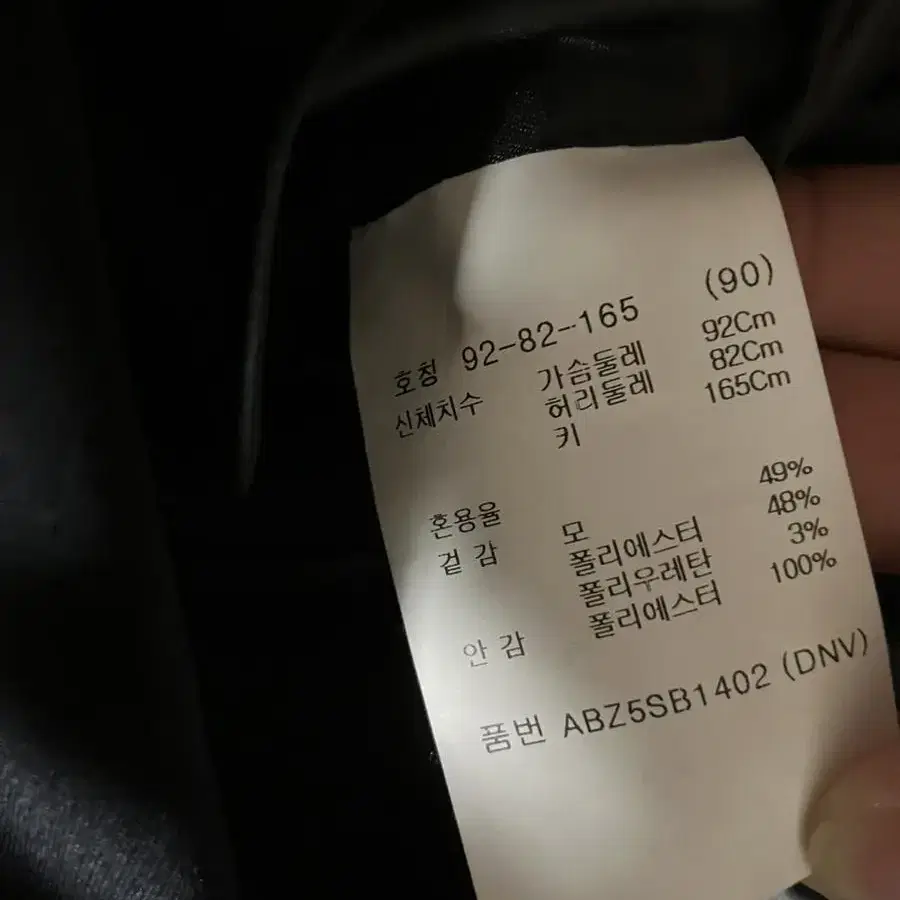 호칭 92-82-165 (90)
신체치수 가슴둘레 92Cm
허리둘레 82Cm
키 165Cm
혼용율
겉감 모 49%
폴리에스터 48%
폴리우레탄 3%
안감 폴리에스터 100%
품번 ABZ5SB1402 (DNV)